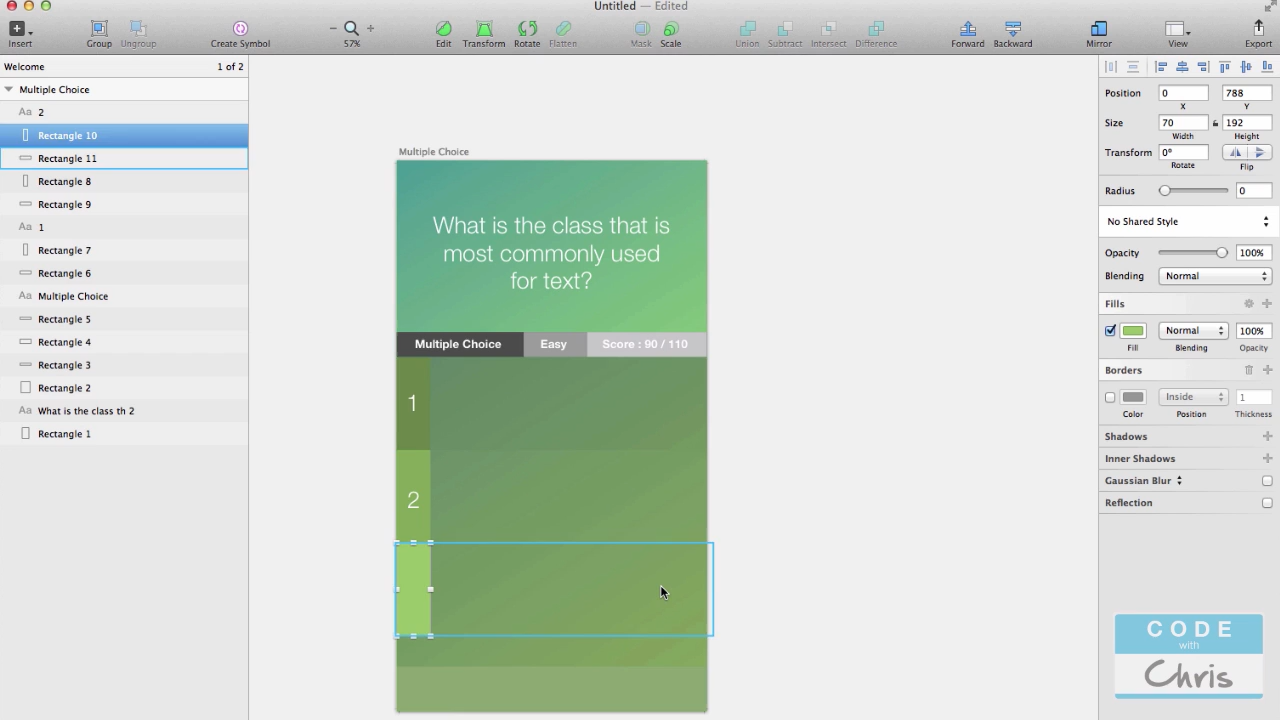 Untitled — Edited
Insert
Group
Ungroup
Create Symbol
57%
Edit
Transform
Rotate
Flatten
Mask
Scale
Union
Subtract
Intersect
Difference
Forward
Backward
Mirror
View
Export
Welcome
1 of 2
Multiple Choice
Aa 2
Rectangle 10
Rectangle 11
Rectangle 8
Rectangle 9
Aa 1
Rectangle 7
Rectangle 6
Aa Multiple Choice
Rectangle 5
Rectangle 4
Rectangle 3
Rectangle 2
Aa What is the class th 2
Rectangle 1
Multiple Choice
What is the class that is
most commonly used
for text?
Multiple Choice
Easy
Score : 90 / 110
1
2
Position
0
788
X
Y
Size
70
192
Width
Height
Transform
0°
Rotate
Flip
Radius
0
No Shared Style
Opacity
100%
Blending
Normal
Fills
Normal
100%
Fill
Blending
Opacity
Borders
Inside
1
Color
Position
Thickness
Shadows
Inner Shadows
Gaussian Blur
Reflection
CODE
with
Chris